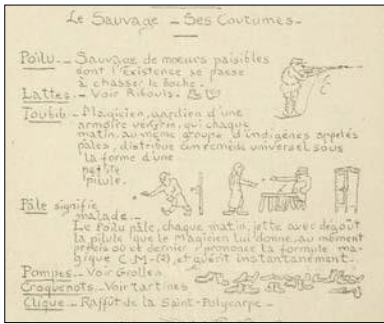 Le Sauvage - Ses Coutumes -
Poilu. - Sauvage de mœurs paisibles
dont l'existence se passe
à chasser le boche. -
Lattes. - Voir Ribouis.
Toubib - Magicien, gardien d'une
armoire vekrin, qui chaque
matin, au même groupe d'indigènes appelés
pâles, distribue un remède universel sous
la forme d'une
petite
pilule.
Pâle signifie
malade. -
Le Poilu pâle, chaque matin, jette avec dégoût
la pilule que le Magicien lui donne, au moment
précis où ce dernier prononce la formule ma-
gique C.M-(2), et guérit instantanément. -
Pompes. - Voir Grollen
Croquenots. - Voir tartines
Clique - Raffût de la Saint-Polycarpe -